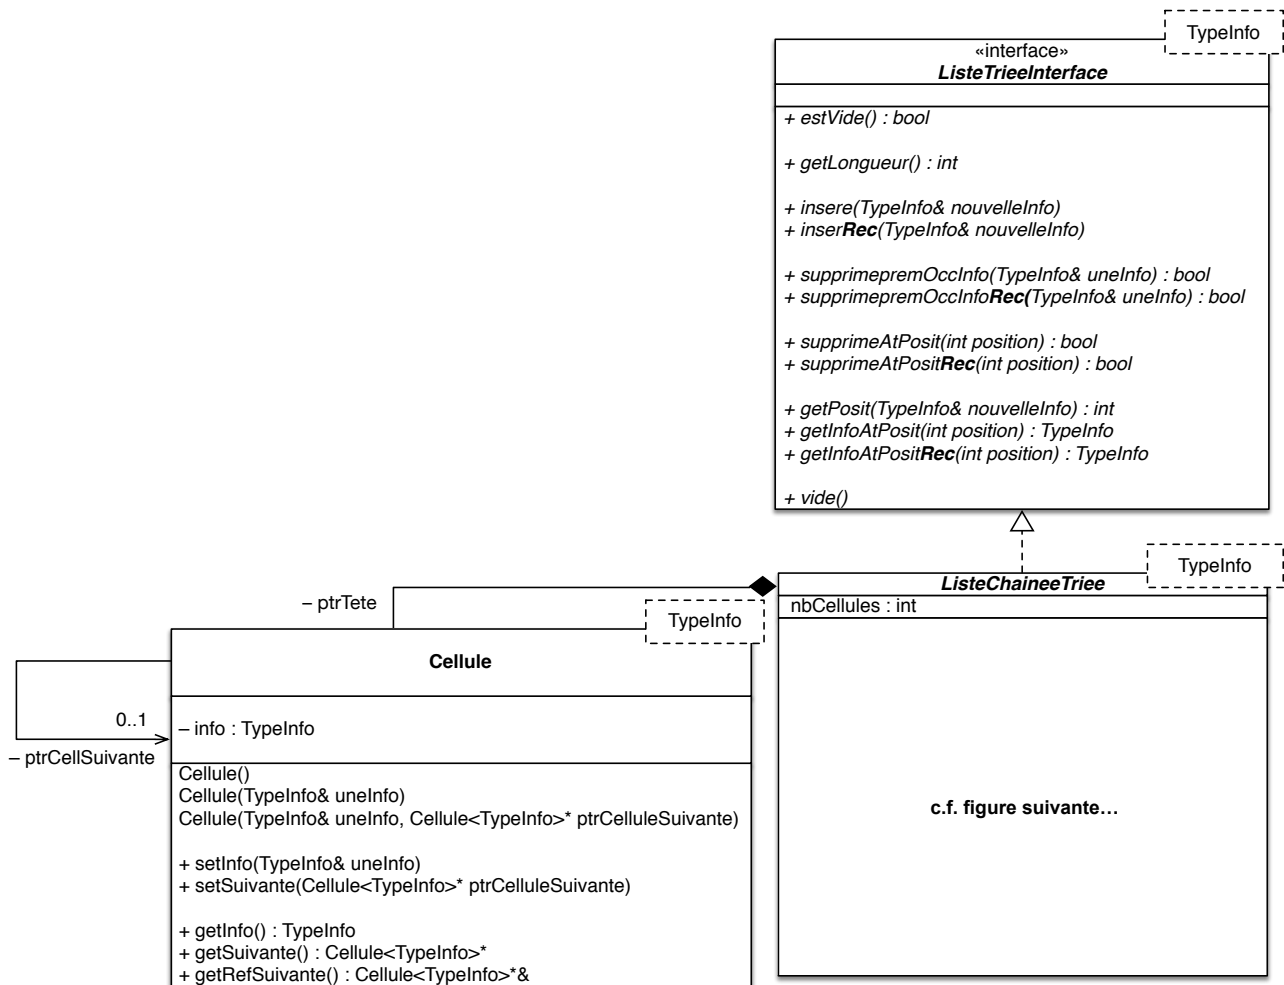 TypeInfo
«interface»
ListeTrieeInterface
+ estVide() : bool
+ getLongueur() : int
+ insere(TypeInfo& nouvelleInfo)
+ inserRec(TypeInfo& nouvelleInfo)
+ supprimepremOccInfo(TypeInfo& uneInfo) : bool
+ supprimepremOccInfoRec(TypeInfo& uneInfo) : bool
+ supprimeAtPosit(int position) : bool
+ supprimeAtPositRec(int position) : bool
+ getPosit(TypeInfo& nouvelleInfo) : int
+ getInfoAtPosit(int position) : TypeInfo
+ getInfoAtPositRec(int position) : TypeInfo
+ vide()
TypeInfo
ListeChaineeTriee
nbCellules : int
c.f. figure suivante…
– ptrTete
TypeInfo
Cellule
0..1
– ptrCellSuivante
– info : TypeInfo
Cellule()
Cellule(TypeInfo& uneInfo)
Cellule(TypeInfo& uneInfo, Cellule<TypeInfo>* ptrCelluleSuivante)
+ setInfo(TypeInfo& uneInfo)
+ setSuivante(Cellule<TypeInfo>* ptrCelluleSuivante)
+ getInfo() : TypeInfo
+ getSuivante() : Cellule<TypeInfo>*
+ getRefSuivante() : Cellule<TypeInfo>*&